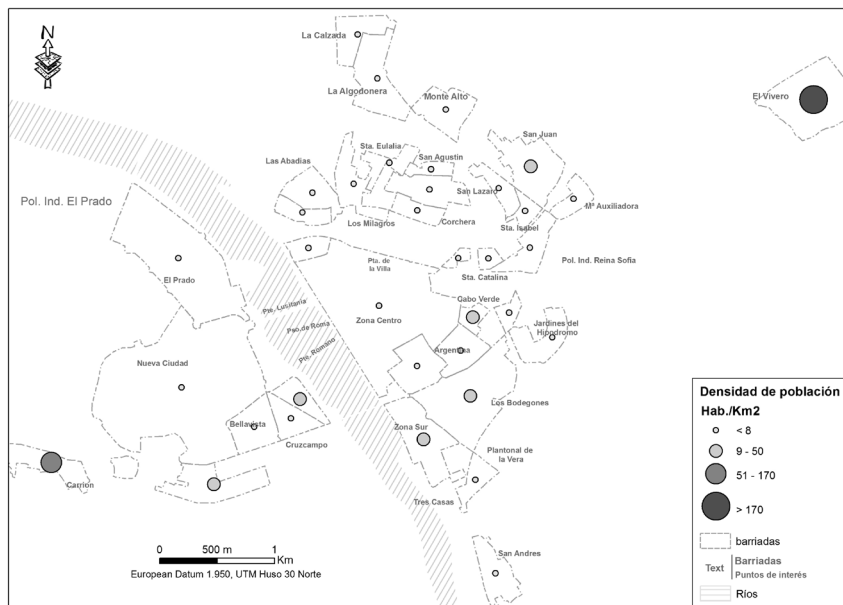 N
La Calzada
La Algodonera
Monte Alto
El Vivero
San Juan
Sta. Eulalia
San Agustin
Las Abadias
San Lazaro
Mª Auxiliadora
Pol. Ind. El Prado
Los Milagros
Corchera
Sta. Isabel
Pta. de
la Villa
Pol. Ind. Reina Sofia
El Prado
Sta. Catalina
Pte. Lusitania
Cabo Verde
Pso. de Roma
Zona Centro
Jardines del
Hipodromo
Pte. Romano
Argentina
Nueva Ciudad
Los Bodegones
Bellavista
Zona Sur
Cruzcampo
Plantonal de
la Vera
Carrion
Tres Casas
San Andres
0 500 m 1
Km
European Datum 1.950, UTM Huso 30 Norte
Densidad de población
Hab./Km2
< 8
9 - 50
51 - 170
> 170
barriadas
Text
Barriadas
Puntos de interés
Ríos